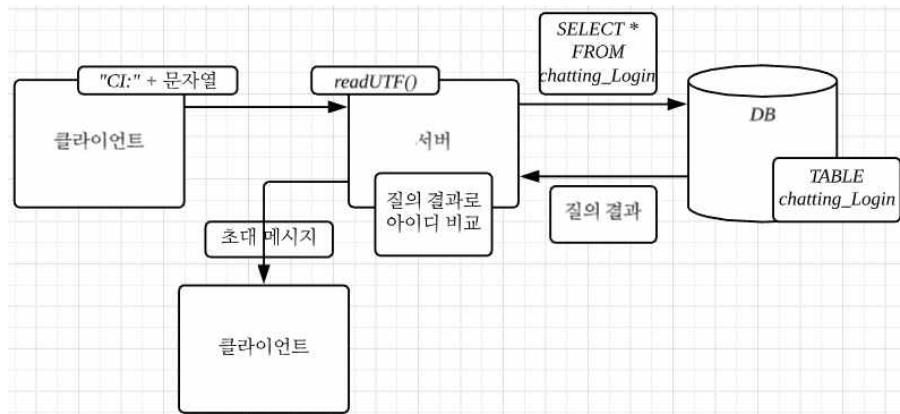 "CI:" + 문자열
클라이언트
readUTF()
서버
질의 결과로
아이디 비교
SELECT *
FROM
chatting_Login
DB
TABLE
chatting_Login
질의 결과
초대 메시지
클라이언트